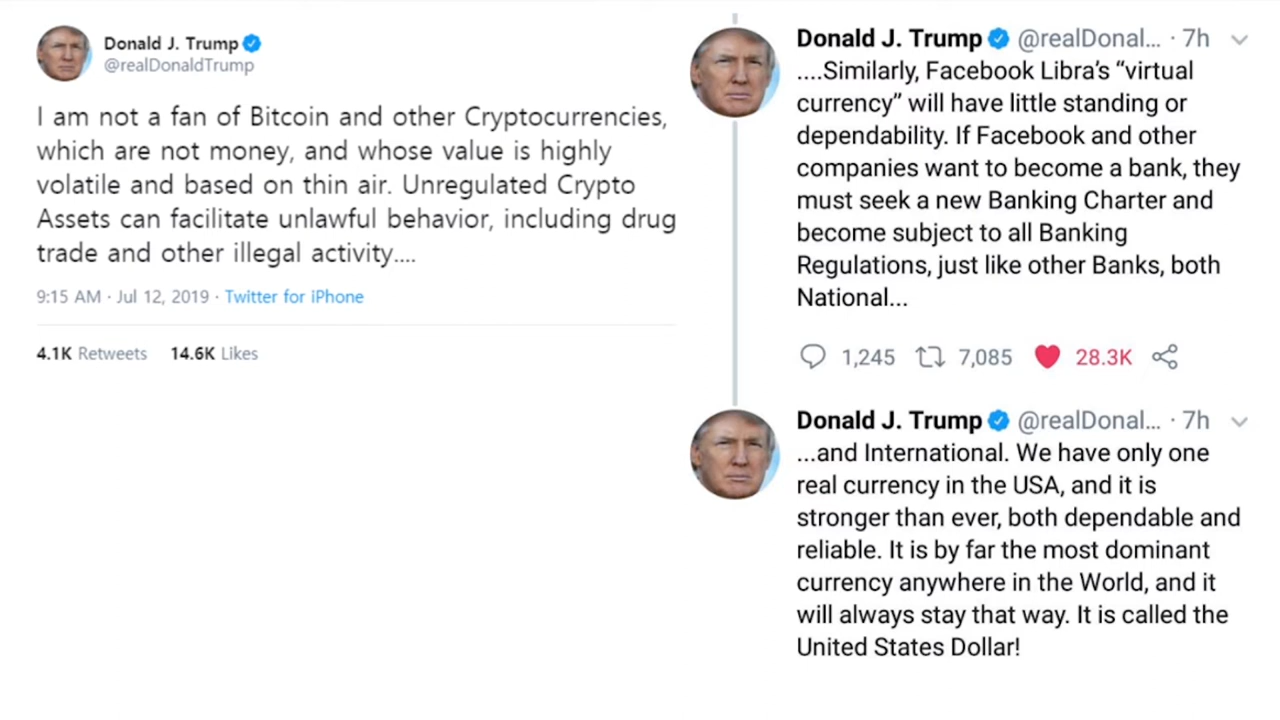 Donald J. Trump
@realDonaldTrump
I am not a fan of Bitcoin and other Cryptocurrencies,
which are not money, and whose value is highly
volatile and based on thin air. Unregulated Crypto
Assets can facilitate unlawful behavior, including drug
trade and other illegal activity....
9:15 AM · Jul 12, 2019 · Twitter for iPhone
4.1K Retweets 14.6K Likes
Donald J. Trump @realDonal... · 7h
....Similarly, Facebook Libra’s “virtual
currency” will have little standing or
dependability. If Facebook and other
companies want to become a bank, they
must seek a new Banking Charter and
become subject to all Banking
Regulations, just like other Banks, both
National...
1,245 7,085 28.3K
Donald J. Trump @realDonal... · 7h
...and International. We have only one
real currency in the USA, and it is
stronger than ever, both dependable and
reliable. It is by far the most dominant
currency anywhere in the World, and it
will always stay that way. It is called the
United States Dollar!